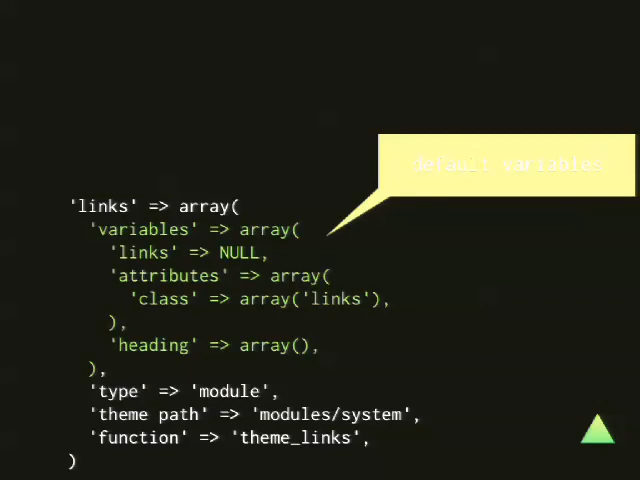 default variables
'links' => array(
'variables' => array(
'links' => NULL,
'attributes' => array(
'class' => array('links'),
),
'heading' => array(),
),
'type' => 'module',
'theme path' => 'modules/system',
'function' => 'theme_links',
)